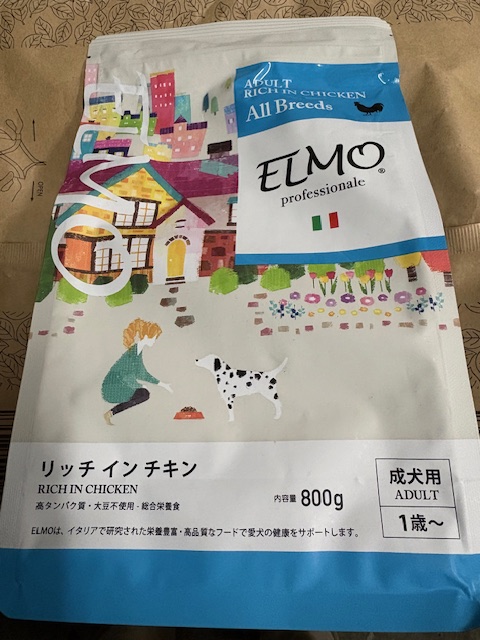 ELMO
ADULT
RICH IN CHICKEN
All Breeds
ELMO®
professionale
リッチ イン チキン
RICH IN CHICKEN
高タンパク質・大豆不使用 - 総合栄養食
内容量 800g
成犬用
ADULT
1歳～
ELMOは、イタリアで研究された栄養豊富・高品質なフードで愛犬の健康をサポートします。
OPEN